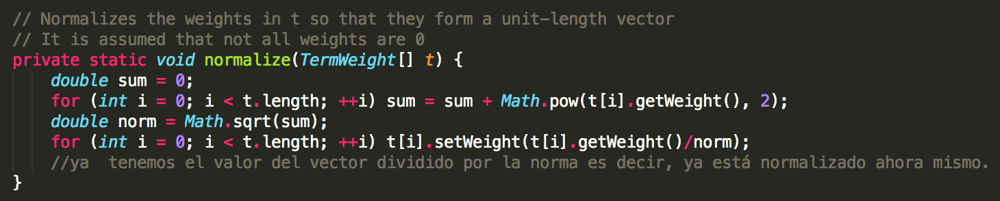 // Normalizes the weights in t so that they form a unit-length vector
// It is assumed that not all weights are 0
private static void normalize(TermWeight[] t) {
    double sum = 0;
    for (int i = 0; i < t.length; ++i) sum = sum + Math.pow(t[i].getWeight(), 2);
    double norm = Math.sqrt(sum);
    for (int i = 0; i < t.length; ++i) t[i].setWeight(t[i].getWeight()/norm);
    //ya  tenemos el valor del vector dividido por la norma es decir, ya está normalizado ahora mismo.
}